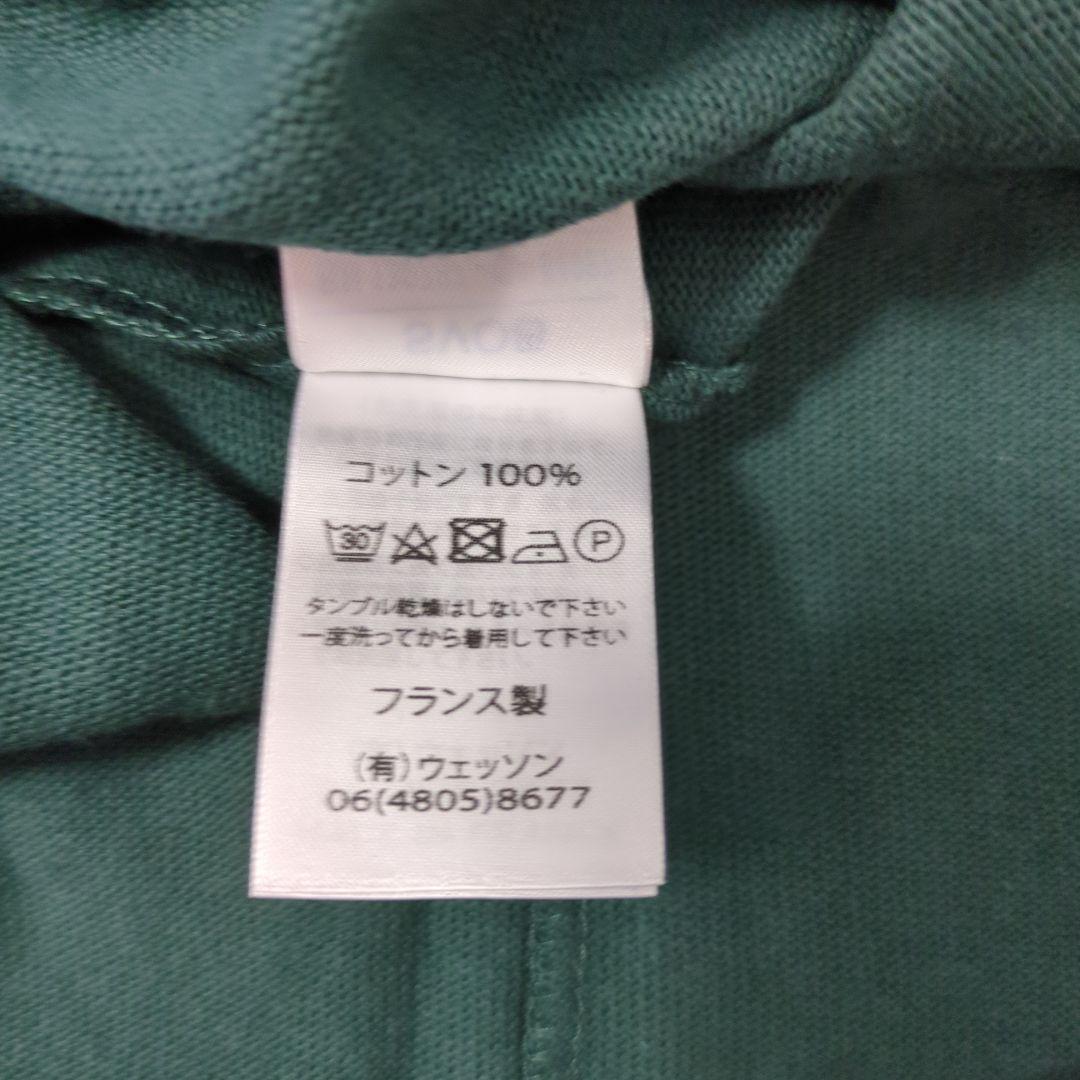 コットン 100%
30 P
タンブル乾燥はしないで下さい
一度洗ってから着用して下さい
フランス製
(有)ウェッソン
06(4805)8677